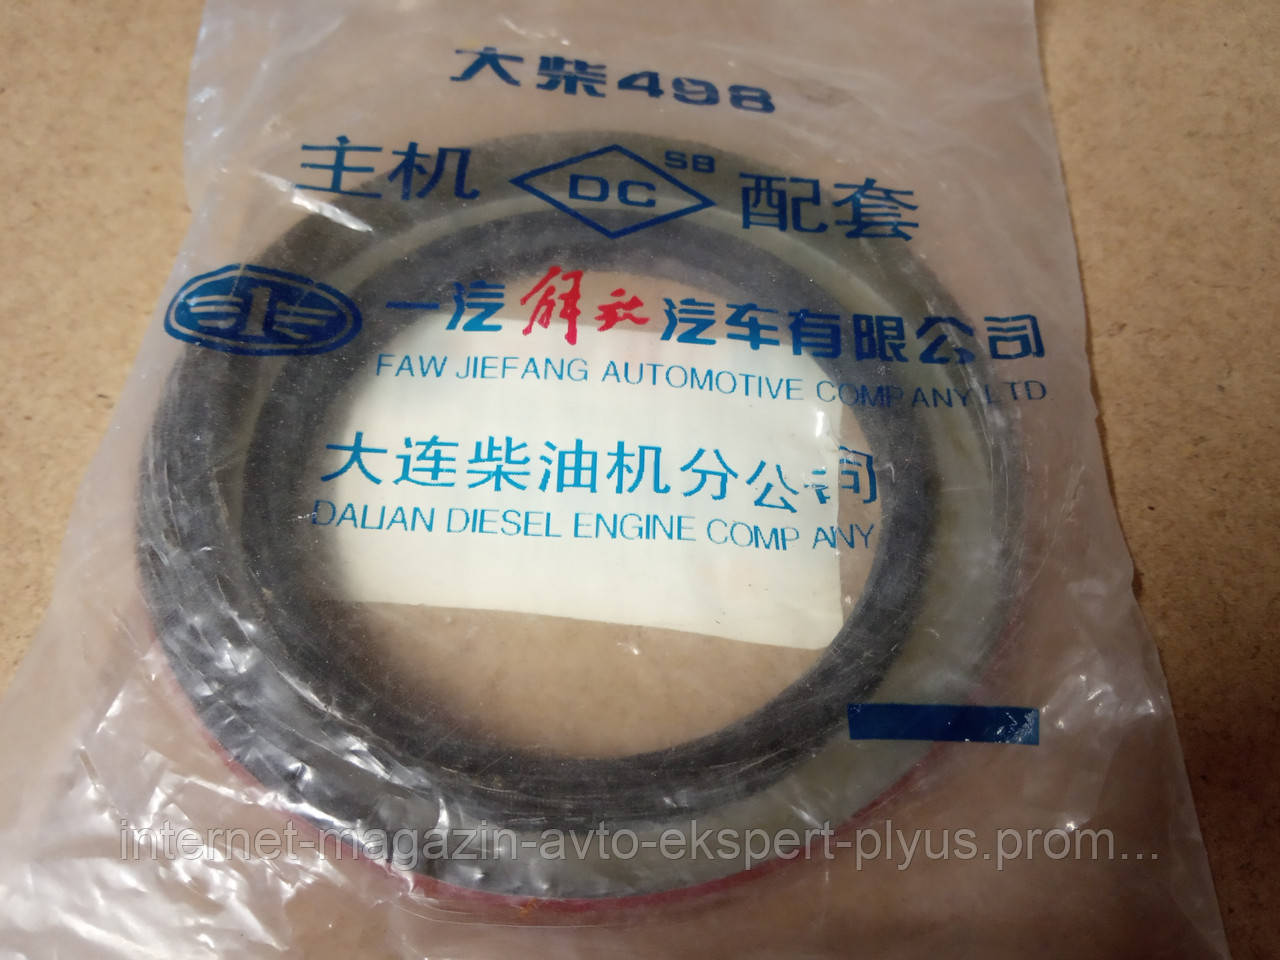 大柴498
主机 DC SB 配套
一汽解放汽车有限公司
FAW JIEFANG AUTOMOTIVE COMPANY LTD
大连柴油机分公司
DALIAN DIESEL ENGINE COMPANY
internet-magazin-avto-ekspert-plyus.prom...